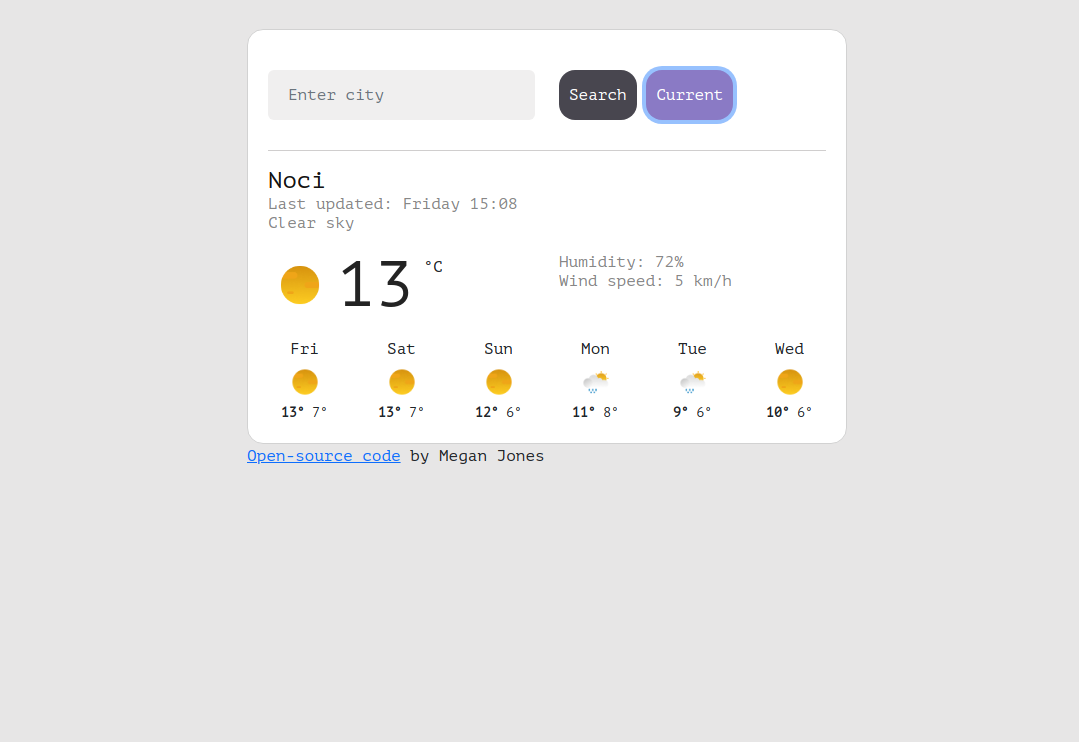 Enter city
Search
Current
Noci
Last updated: Friday 15:08
Clear sky
13 °C
Humidity: 72%
Wind speed: 5 km/h
Fri Sat Sun Mon Tue Wed
13° 7° 13° 7° 12° 6° 11° 8° 9° 6° 10° 6°
Open-source code by Megan Jones